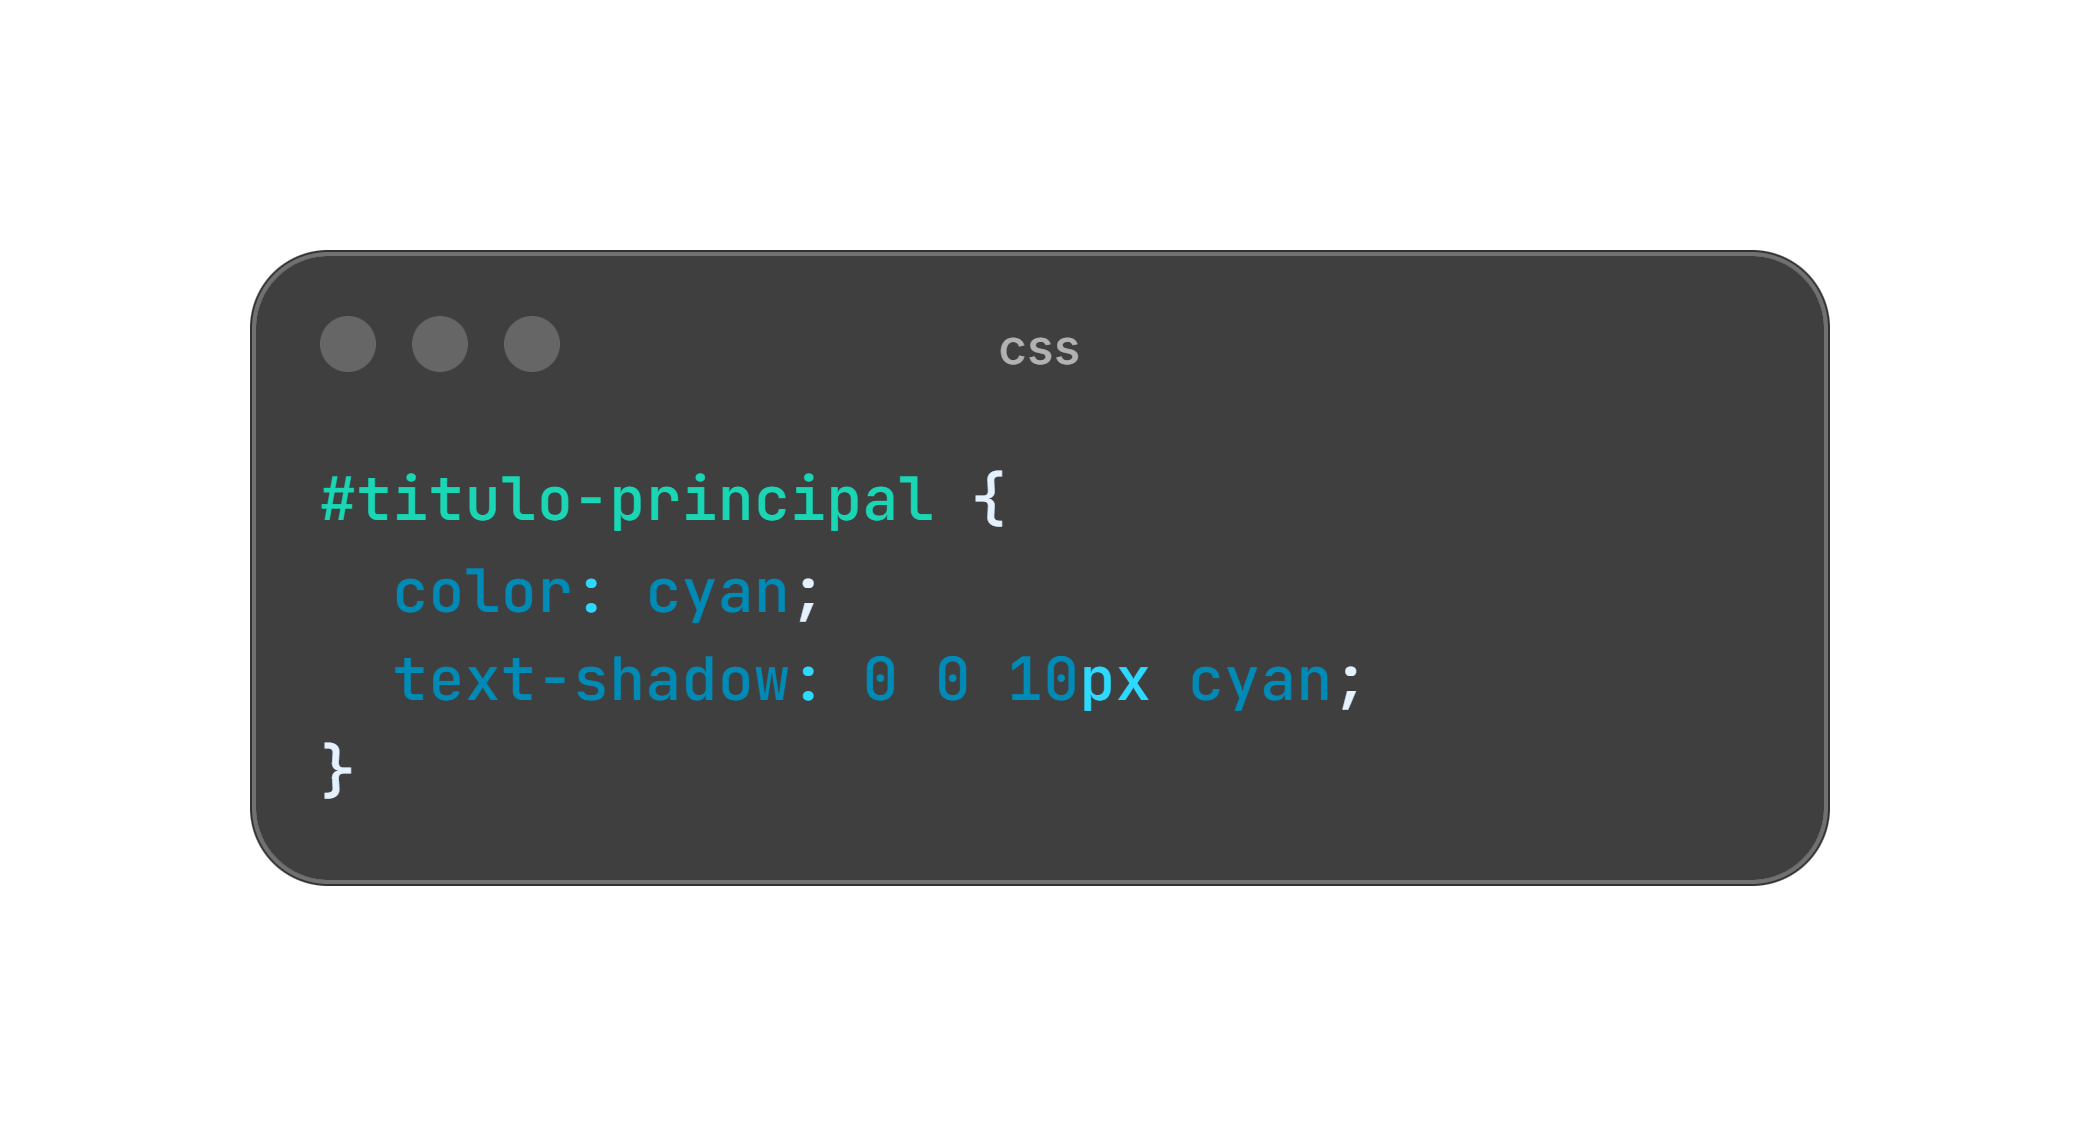 css
#titulo-principal {
  color: cyan;
  text-shadow: 0 0 10px cyan;
}